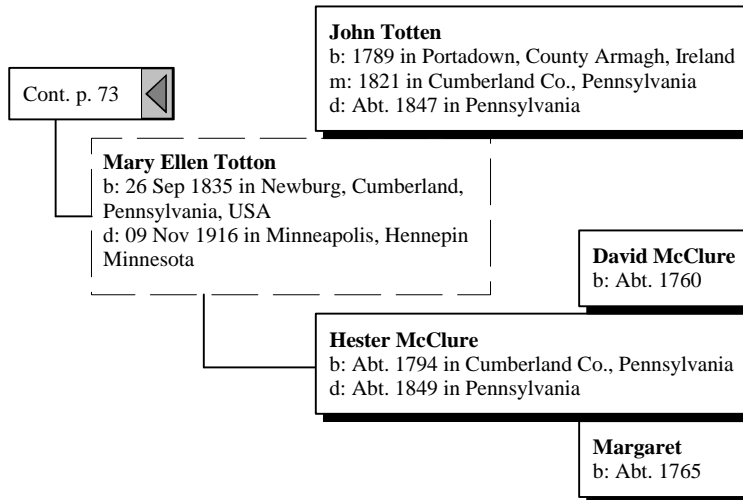 John Totten
b: 1789 in Portadown, County Armagh, Ireland
m: 1821 in Cumberland Co., Pennsylvania
d: Abt. 1847 in Pennsylvania
Cont. p. 73
Mary Ellen Totton
b: 26 Sep 1835 in Newburg, Cumberland,
Pennsylvania, USA
d: 09 Nov 1916 in Minneapolis, Hennepin
Minnesota
David McClure
b: Abt. 1760
Hester McClure
b: Abt. 1794 in Cumberland Co., Pennsylvania
d: Abt. 1849 in Pennsylvania
Margaret
b: Abt. 1765